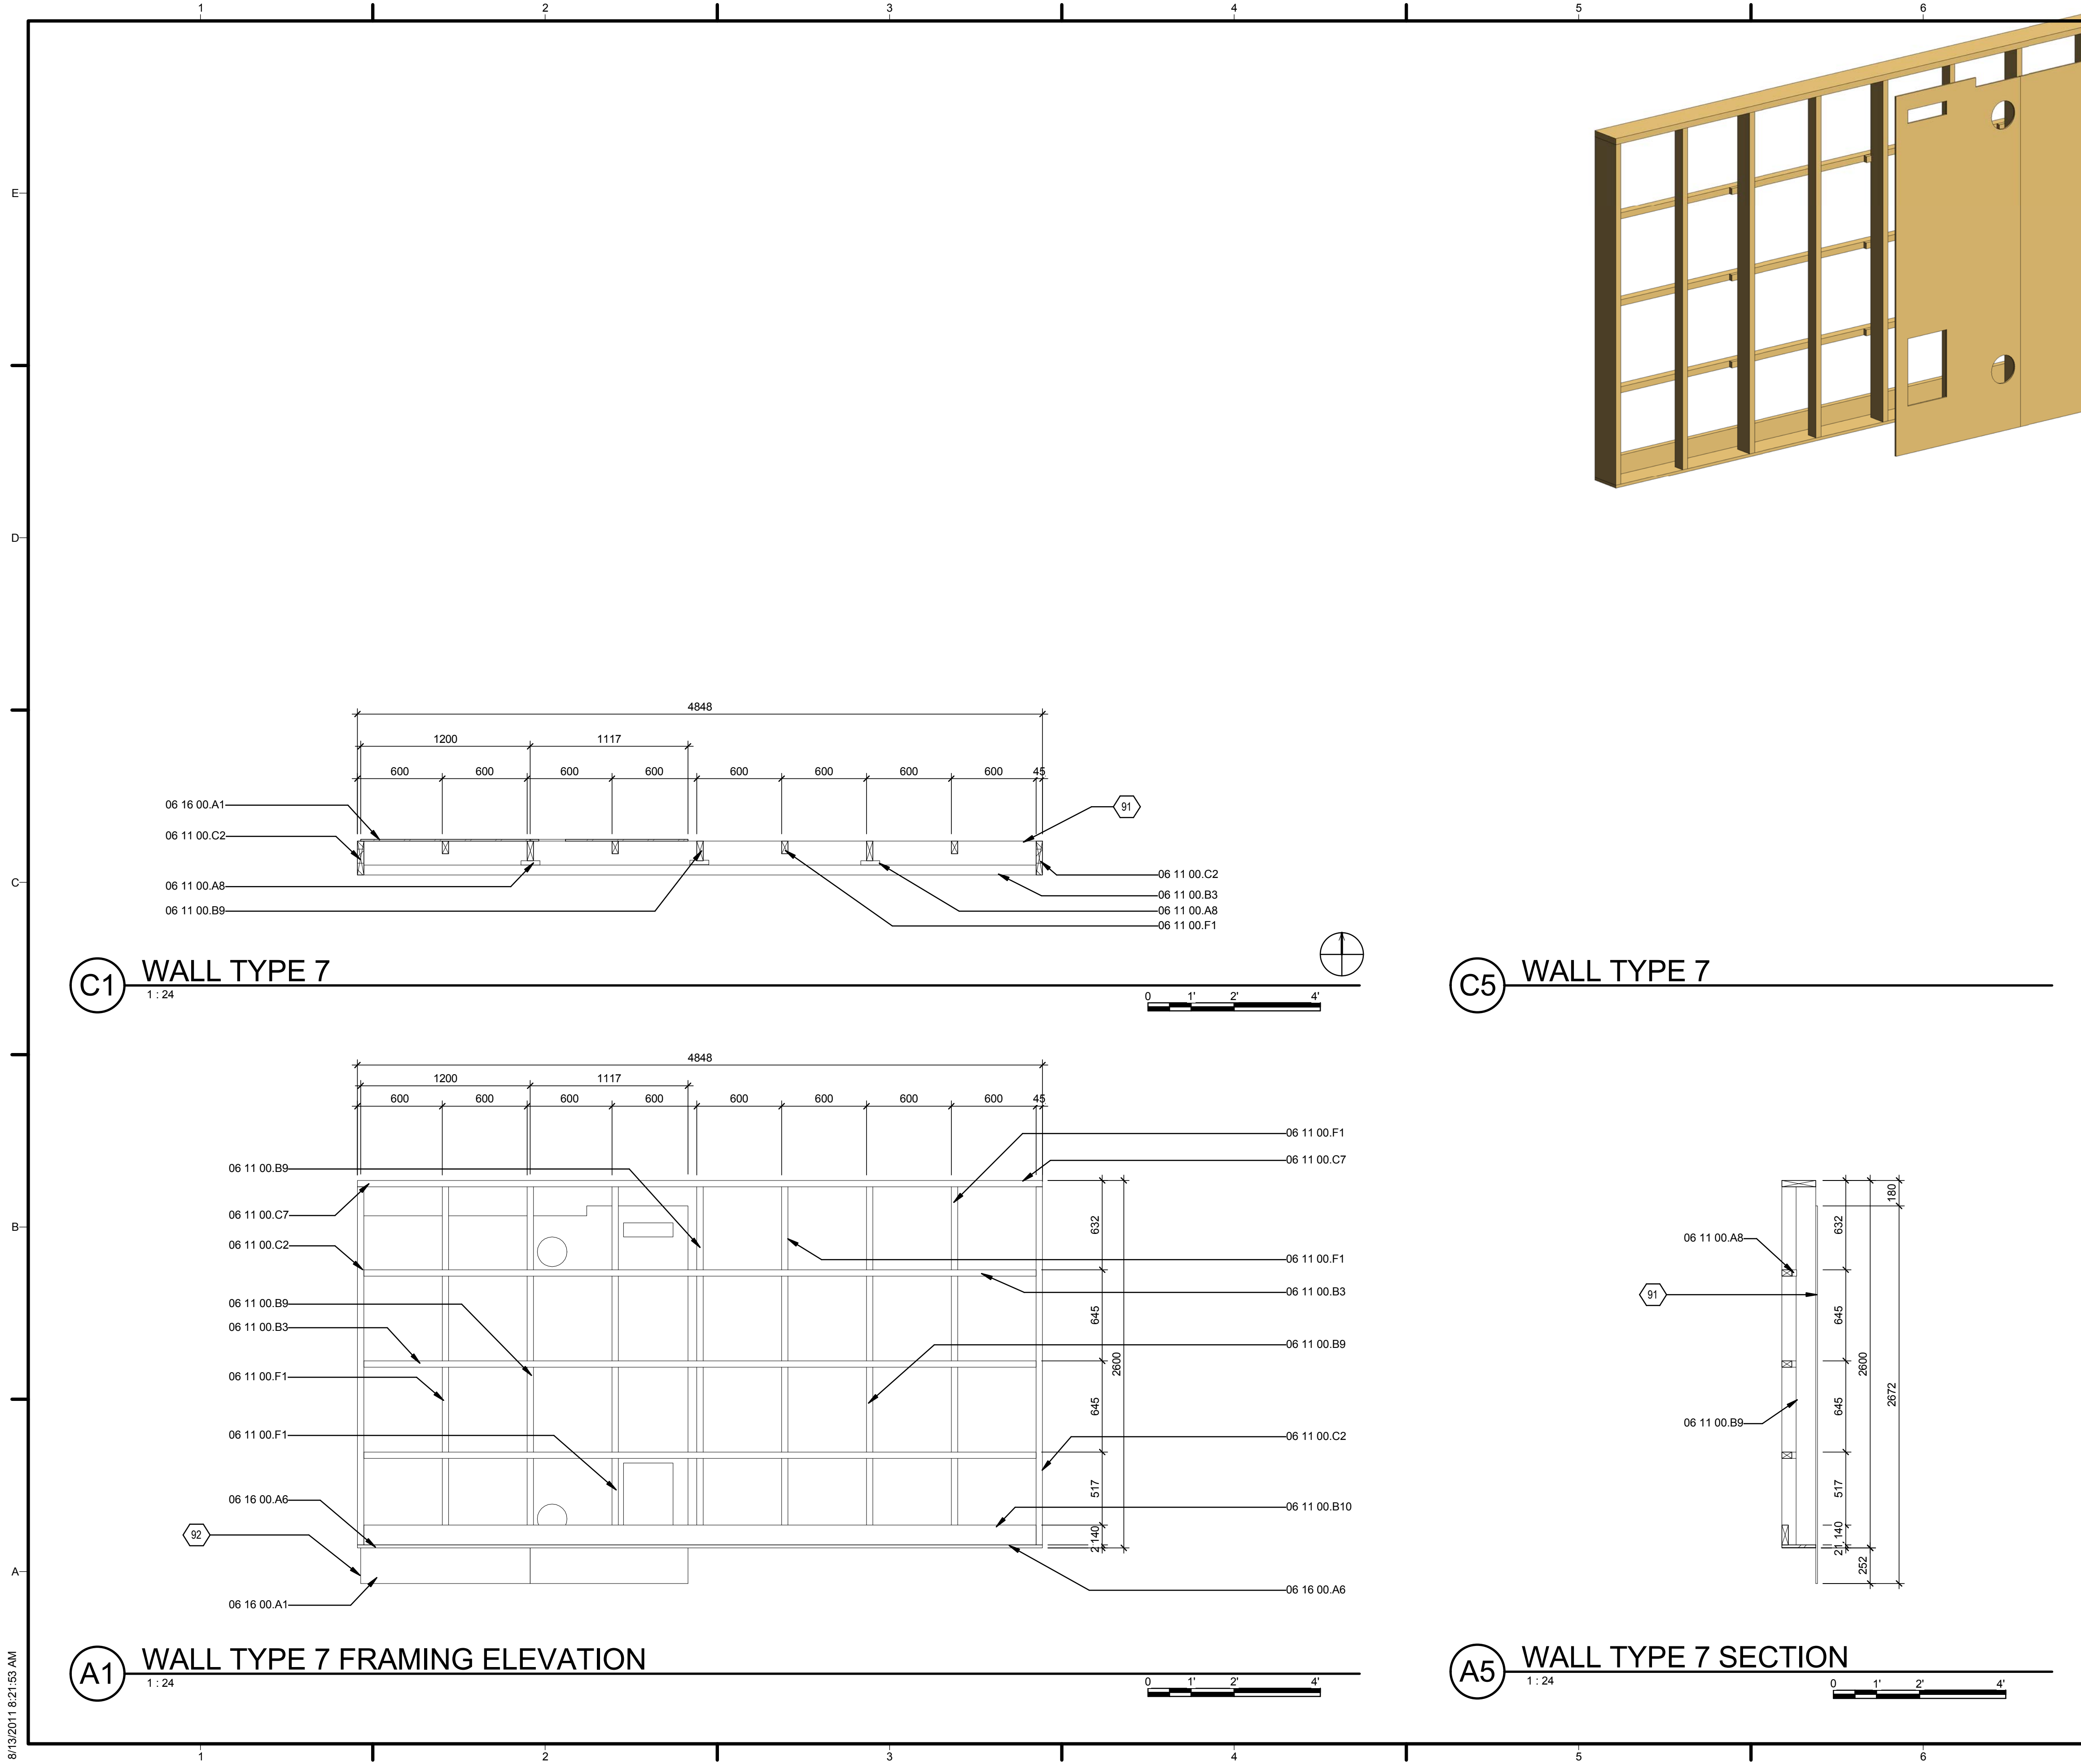 1 2 3 4 5 6
E
D
C
B
A
4848
1200 1117
600 600 600 600 600 600 600 600 45
06 16 00.A1
91
06 11 00.C2
06 11 00.C2
06 11 00.A8
06 11 00.B3
06 11 00.B9
06 11 00.A8
06 11 00.F1
C1 WALL TYPE 7
1 : 24
0 1' 2' 4'
C5 WALL TYPE 7
4848
1200 1117
600 600 600 600 600 600 600 600 45
06 11 00.F1
06 11 00.C7
06 11 00.B9
06 11 00.C7
06 11 00.C2
06 11 00.F1
06 11 00.B3
06 11 00.B9
06 11 00.B3
06 11 00.B9
06 11 00.F1
06 11 00.F1
06 11 00.C2
06 16 00.A6
06 11 00.B10
92
06 16 00.A6
06 16 00.A1
632
645
645
517
140
2
2600
A1 WALL TYPE 7 FRAMING ELEVATION
1 : 24
0 1' 2' 4'
06 11 00.A8
91
06 11 00.B9
632
645
645
517
140
21
2600
252
180
2672
A5 WALL TYPE 7 SECTION
1 : 24
0 1' 2' 4'
8/13/2011 8:21:53 AM
1 2 3 4 5 6